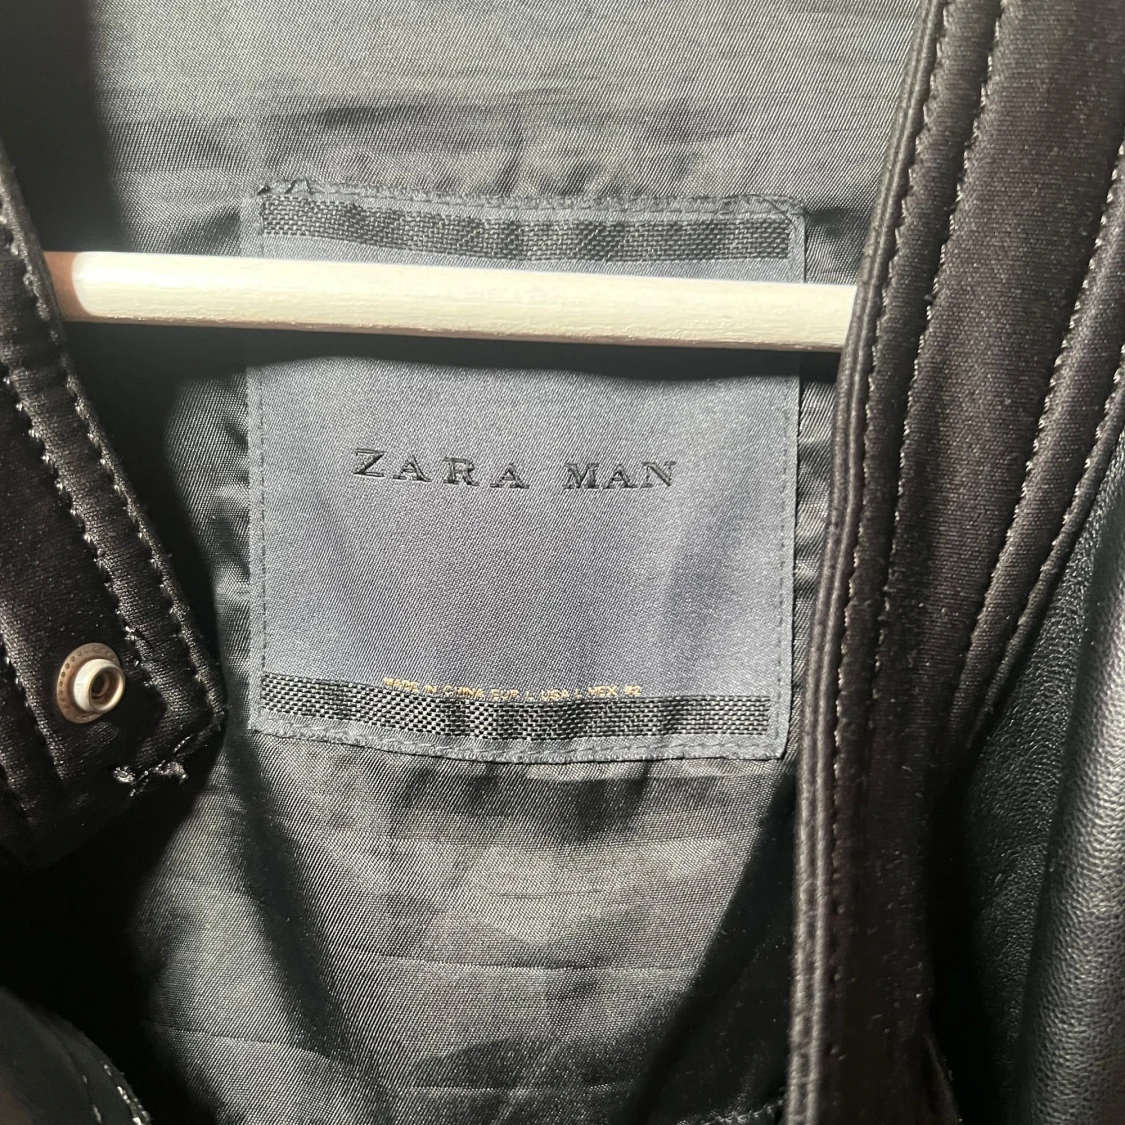 ZARA MAN
MADE IN CHINA EUR L USA L MEX 42